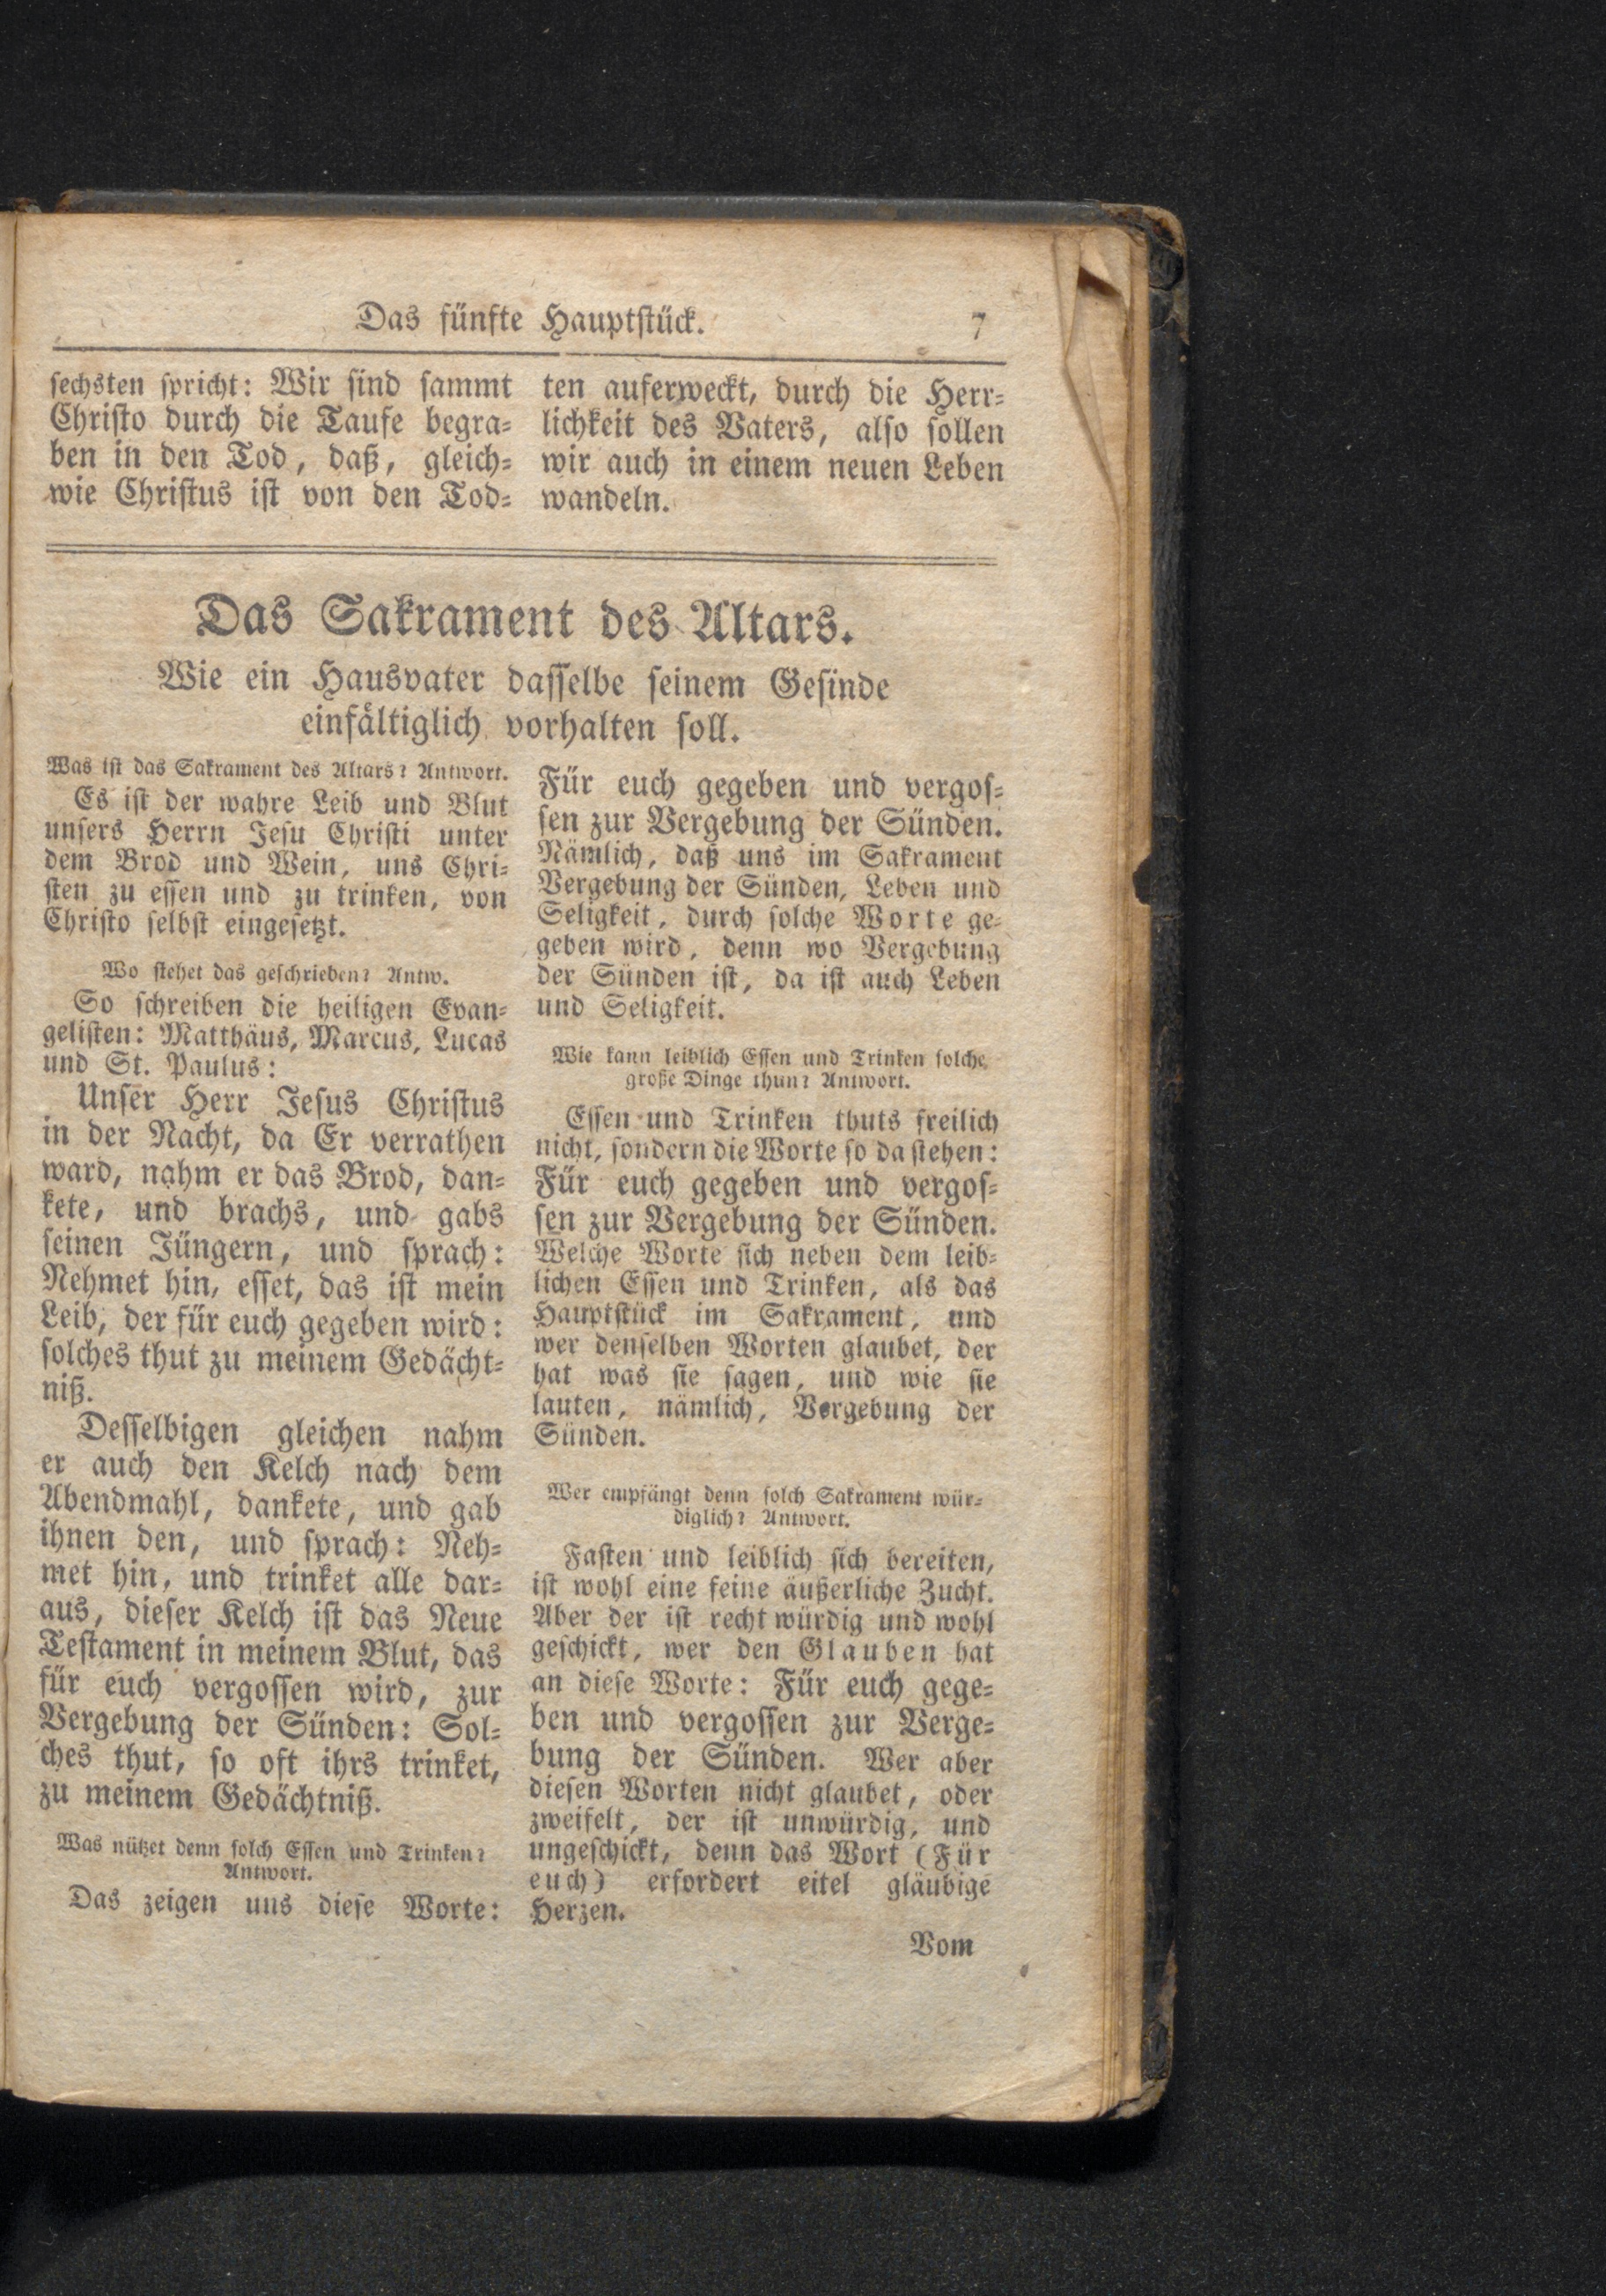 Das fünfte Hauptstück. 7
sechsten spricht: Wir sind sammt
Christo durch die Taufe begra-
ben in den Tod, daß, gleich-
wie Christus ist von den Tod-
ten auferweckt, durch die Herr-
lichkeit des Vaters, also sollen
wir auch in einem neuen Leben
wandeln.
Das Sakrament des Altars.
Wie ein Hausvater dasselbe seinem Gesinde
einfältiglich vorhalten soll.
Was ist das Sakrament des Altars? Antwort.
Es ist der wahre Leib und Blut
unsers Herrn Jesu Christi unter
dem Brod und Wein, uns Chri-
sten zu essen und zu trinken, von
Christo selbst eingesetzt.
Wo stehet das geschrieben? Antw.
So schreiben die heiligen Evan-
gelisten: Matthäus, Marcus, Lucas
und St. Paulus:
Unser Herr Jesus Christus
in der Nacht, da Er verrathen
ward, nahm er das Brod, dan-
kete, und brachs, und gabs
seinen Jüngern, und sprach:
Nehmet hin, esset, das ist mein
Leib, der für euch gegeben wird:
solches thut zu meinem Gedächt-
niß.
Desselbigen gleichen nahm
er auch den Kelch nach dem
Abendmahl, dankete, und gab
ihnen den, und sprach: Neh-
met hin, und trinket alle dar-
aus, dieser Kelch ist das Neue
Testament in meinem Blut, das
für euch vergossen wird, zur
Vergebung der Sünden: Sol-
ches thut, so oft ihrs trinket,
zu meinem Gedächtniß.
Was nützet denn solch Essen und Trinken?
Antwort.
Das zeigen uns diese Worte:
Für euch gegeben und vergos-
sen zur Vergebung der Sünden.
Nämlich, daß uns im Sakrament
Vergebung der Sünden, Leben und
Seligkeit, durch solche Worte ge-
geben wird, denn wo Vergebung
der Sünden ist, da ist auch Leben
und Seligkeit.
Wie kann leiblich Essen und Trinken solche
große Dinge thun? Antwort.
Essen und Trinken thuts freilich
nicht, sondern die Worte so da stehen:
Für euch gegeben und vergos-
sen zur Vergebung der Sünden.
Welche Worte sich neben dem leib-
lichen Essen und Trinken, als das
Hauptstück im Sakrament, und
wer denselben Worten glaubet, der
hat was sie sagen, und wie sie
lauten, nämlich, Vergebung der
Sünden.
Wer empfängt denn solch Sakrament wür-
diglich? Antwort.
Fasten und leiblich sich bereiten,
ist wohl eine feine äußerliche Zucht.
Aber der ist recht würdig und wohl
geschickt, wer den Glauben hat
an diese Worte: Für euch gege-
ben und vergossen zur Verge-
bung der Sünden. Wer aber
diesen Worten nicht glaubet, oder
zweifelt, der ist unwürdig, und
ungeschickt, denn das Wort (Für
euch) erfordert eitel gläubige
Herzen.
Vom